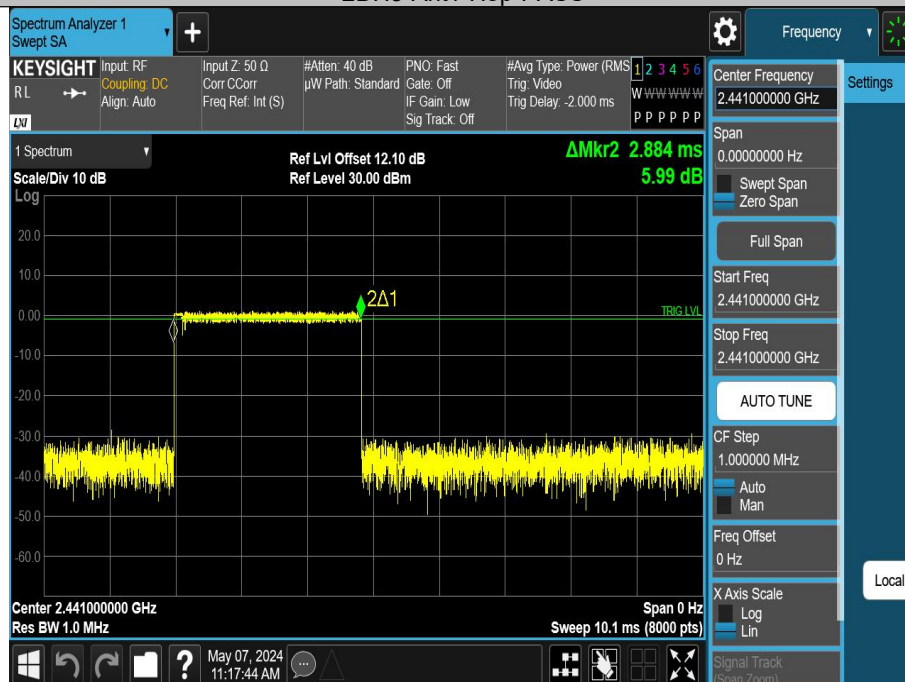 Spectrum Analyzer 1
Swept SA
Frequency
KEYSIGHT
RL
LXI
Input: RF
Coupling: DC
Align: Auto
Input Z: 50 Ω
Corr CCorr
Freq Ref: Int (S)
#Atten: 40 dB
µW Path: Standard
PNO: Fast
Gate: Off
IF Gain: Low
Sig Track: Off
#Avg Type: Power (RMS
Trig: Video
Trig Delay: -2.000 ms
1 2 3 4 5 6
W W W W W W
P P P P P P
1 Spectrum
Scale/Div 10 dB
Ref Lvl Offset 12.10 dB
Ref Level 30.00 dBm
ΔMkr2 2.884 ms
5.99 dB
Log
20.0
10.0
0.00
-10.0
-20.0
-30.0
-40.0
-50.0
-60.0
2Δ1
TRIG LVL
Center 2.441000000 GHz
Res BW 1.0 MHz
Span 0 Hz
Sweep 10.1 ms (8000 pts)
Settings
Center Frequency
2.441000000 GHz
Span
0.00000000 Hz
Swept Span
Zero Span
Full Span
Start Freq
2.441000000 GHz
Stop Freq
2.441000000 GHz
AUTO TUNE
CF Step
1.000000 MHz
Auto
Man
Freq Offset
0 Hz
X Axis Scale
Log
Lin
Signal Track
(Span Zoom)
Local
?
May 07, 2024
11:17:44 AM